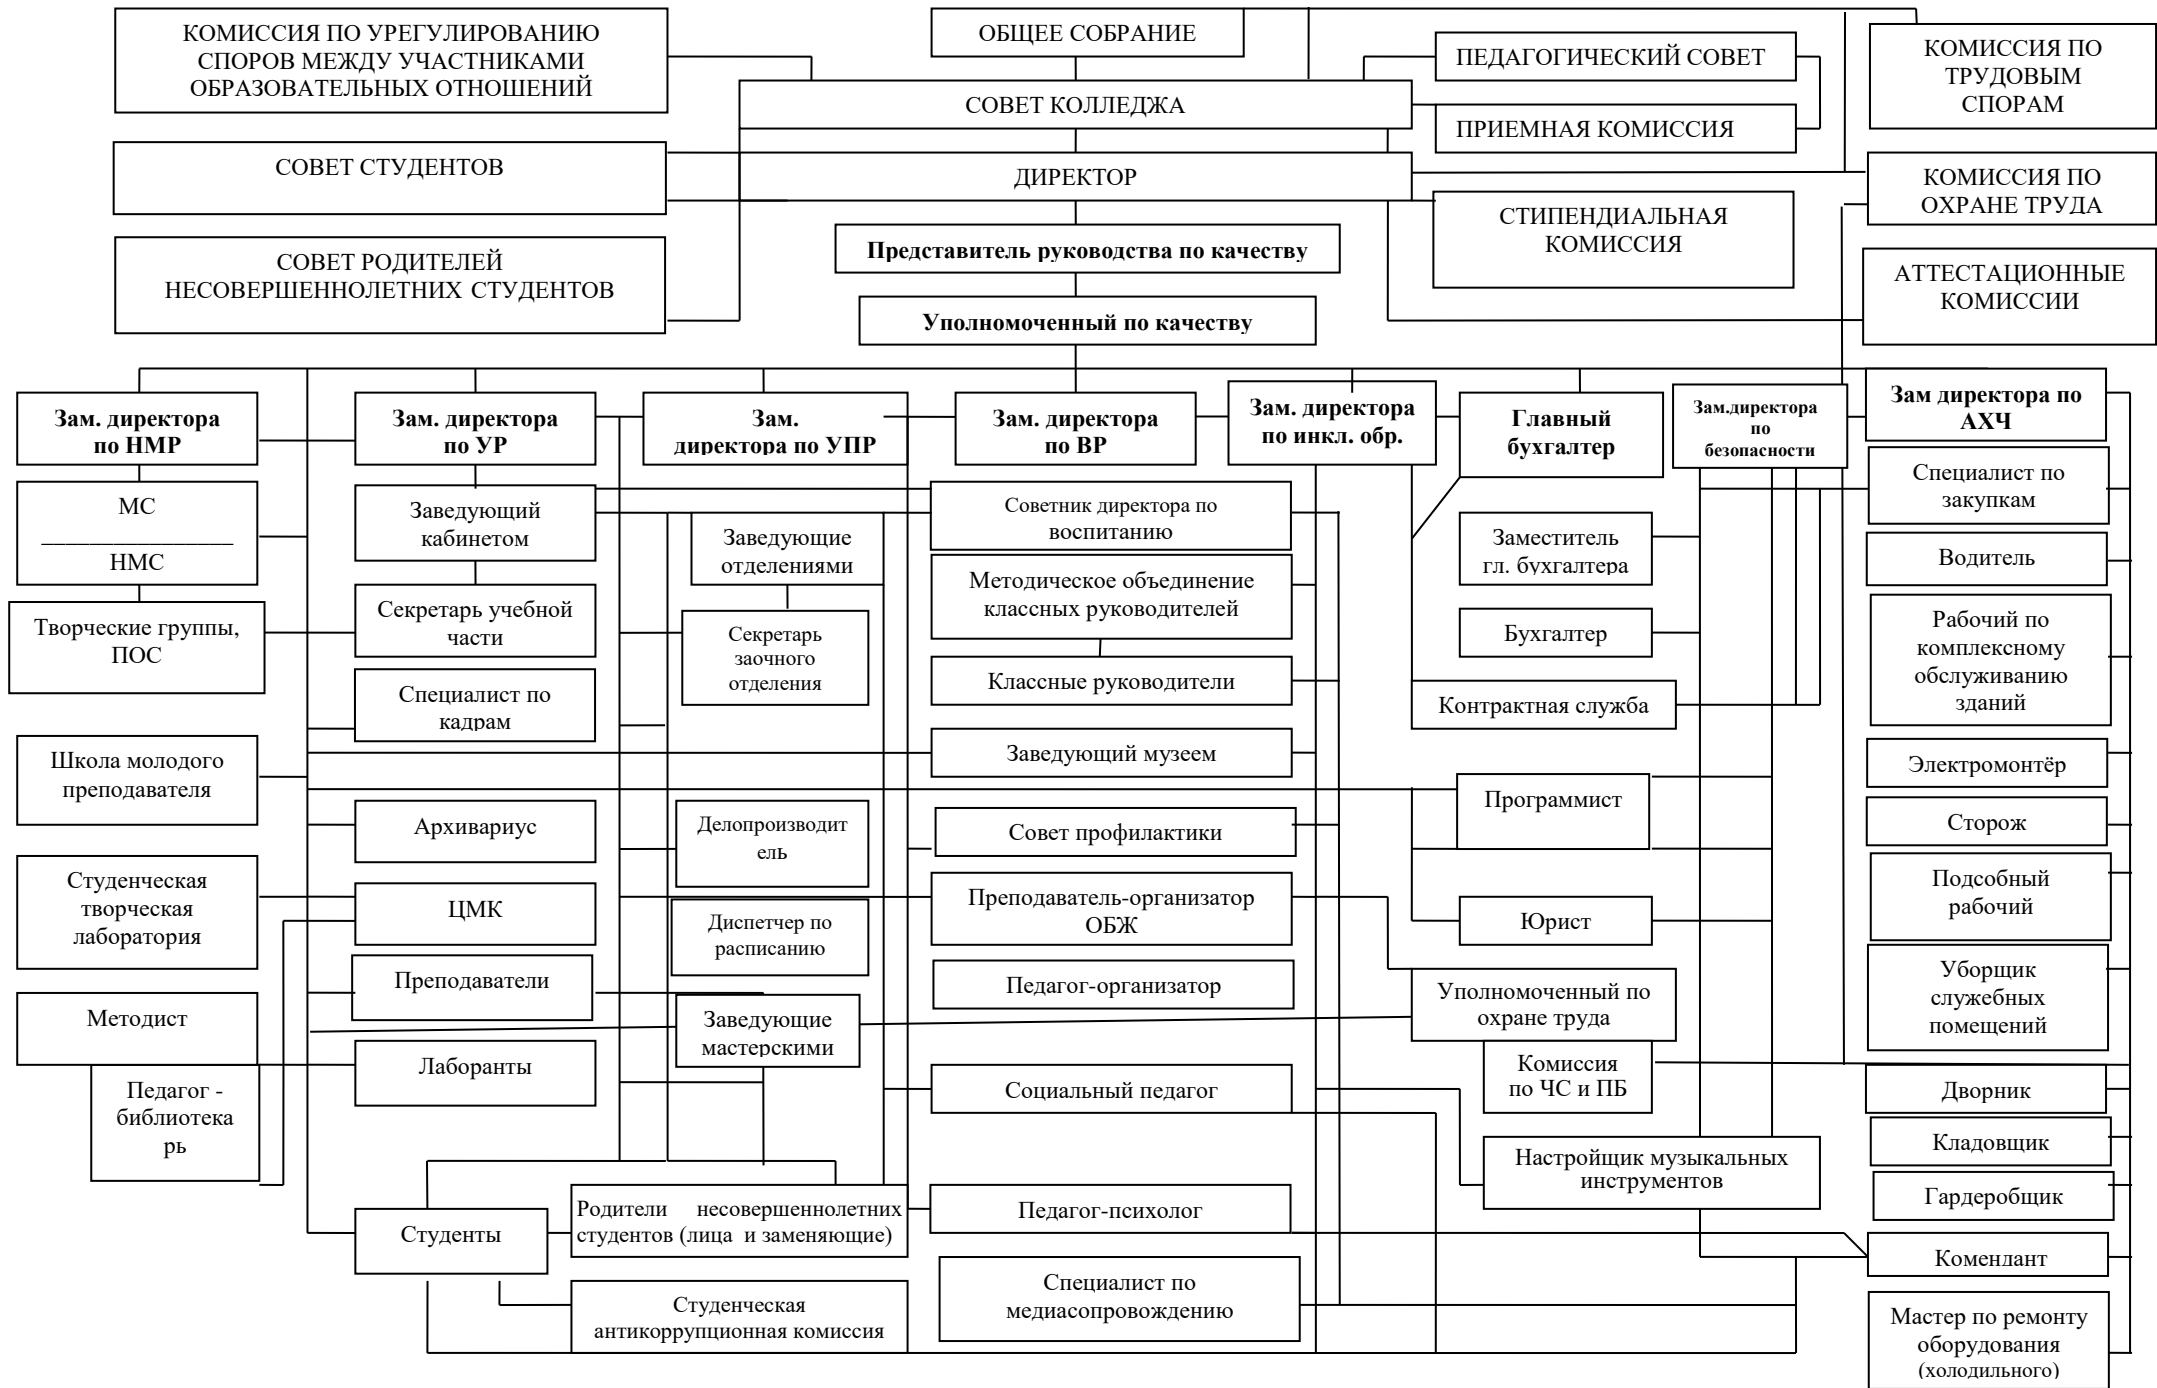 КОМИССИЯ ПО УРЕГУЛИРОВАНИЮ
СПОРОВ МЕЖДУ УЧАСТНИКАМИ
ОБРАЗОВАТЕЛЬНЫХ ОТНОШЕНИЙ
ОБЩЕЕ СОБРАНИЕ
ПЕДАГОГИЧЕСКИЙ СОВЕТ
КОМИССИЯ ПО
ТРУДОВЫМ
СПОРАМ
СОВЕТ КОЛЛЕДЖА
ПРИЕМНАЯ КОМИССИЯ
СОВЕТ СТУДЕНТОВ
ДИРЕКТОР
КОМИССИЯ ПО
ОХРАНЕ ТРУДА
СТИПЕНДИАЛЬНАЯ
КОМИССИЯ
Представитель руководства по качеству
СОВЕТ РОДИТЕЛЕЙ
НЕСОВЕРШЕННОЛЕТНИХ СТУДЕНТОВ
АТТЕСТАЦИОННЫЕ
КОМИССИИ
Уполномоченный по качеству
Зам. директора
по НМР
Зам. директора
по УР
Зам.
директора по УПР
Зам. директора
по ВР
Зам. директора
по инкл. обр.
Главный
бухгалтер
Зам.директора
по
безопасности
Зам директора по
АХЧ
МС
________________
НМС
Творческие группы,
ПОС
Школа молодого
преподавателя
Студенческая
творческая
лаборатория
Методист
Педагог -
библиотека
рь
Заведующий
кабинетом
Секретарь учебной
части
Специалист по
кадрам
Архивариус
ЦМК
Преподаватели
Лаборанты
Студенты
Заведующие
отделениями
Секретарь
заочного
отделения
Делопроизводит
ель
Диспетчер по
расписанию
Заведующие
мастерскими
Родители несовершеннолетних
студентов (лица и заменяющие)
Студенческая
антикоррупционная комиссия
Советник директора по
воспитанию
Методическое объединение
классных руководителей
Классные руководители
Заведующий музеем
Совет профилактики
Преподаватель-организатор
ОБЖ
Педагог-организатор
Социальный педагог
Педагог-психолог
Специалист по
медиасопровождению
Заместитель
гл. бухгалтера
Бухгалтер
Контрактная служба
Программист
Юрист
Уполномоченный по
охране труда
Комиссия
по ЧС и ПБ
Настройщик музыкальных
инструментов
Специалист по
закупкам
Водитель
Рабочий по
комплексному
обслуживанию
зданий
Электромонтёр
Сторож
Подсобный
рабочий
Уборщик
служебных
помещений
Дворник
Кладовщик
Гардеробщик
Комендант
Мастер по ремонту
оборудования
(холодильного)